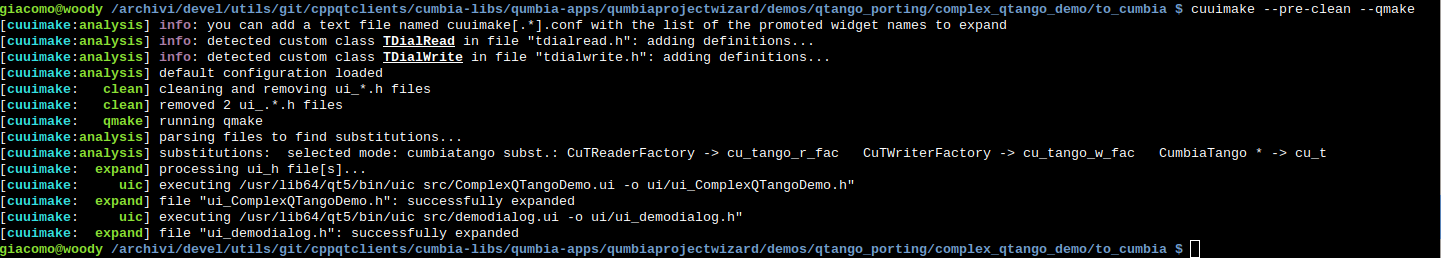 giacomo@woody /archivi/devel/utils/git/cppqtclients/cumbia-libs/qumbia-apps/qumbiaprojectwizard/demos/qtango_porting/complex_qtango_demo/to_cumbia $ cuuimake --pre-clean --qmake
[cuuimake:analysis] info: you can add a text file named cuuimake[.*].conf with the list of the promoted widget names to expand
[cuuimake:analysis] info: detected custom class TDialRead in file "tdialread.h": adding definitions...
[cuuimake:analysis] info: detected custom class TDialWrite in file "tdialwrite.h": adding definitions...
[cuuimake:analysis] default configuration loaded
[cuuimake:   clean] cleaning and removing ui_*.h files
[cuuimake:   clean] removed 2 ui_.*.h files
[cuuimake:   qmake] running qmake
[cuuimake:analysis] parsing files to find substitutions...
[cuuimake:analysis] substitutions:  selected mode: cumbiatango subst.: CuTReaderFactory -> cu_tango_r_fac   CuTWriterFactory -> cu_tango_w_fac   CumbiaTango * -> cu_t
[cuuimake:  expand] processing ui_h file[s]...
[cuuimake:     uic] executing /usr/lib64/qt5/bin/uic src/ComplexQTangoDemo.ui -o ui/ui_ComplexQTangoDemo.h"
[cuuimake:  expand] file "ui_ComplexQTangoDemo.h": successfully expanded
[cuuimake:     uic] executing /usr/lib64/qt5/bin/uic src/demodialog.ui -o ui/ui_demodialog.h"
[cuuimake:  expand] file "ui_demodialog.h": successfully expanded
giacomo@woody /archivi/devel/utils/git/cppqtclients/cumbia-libs/qumbia-apps/qumbiaprojectwizard/demos/qtango_porting/complex_qtango_demo/to_cumbia $